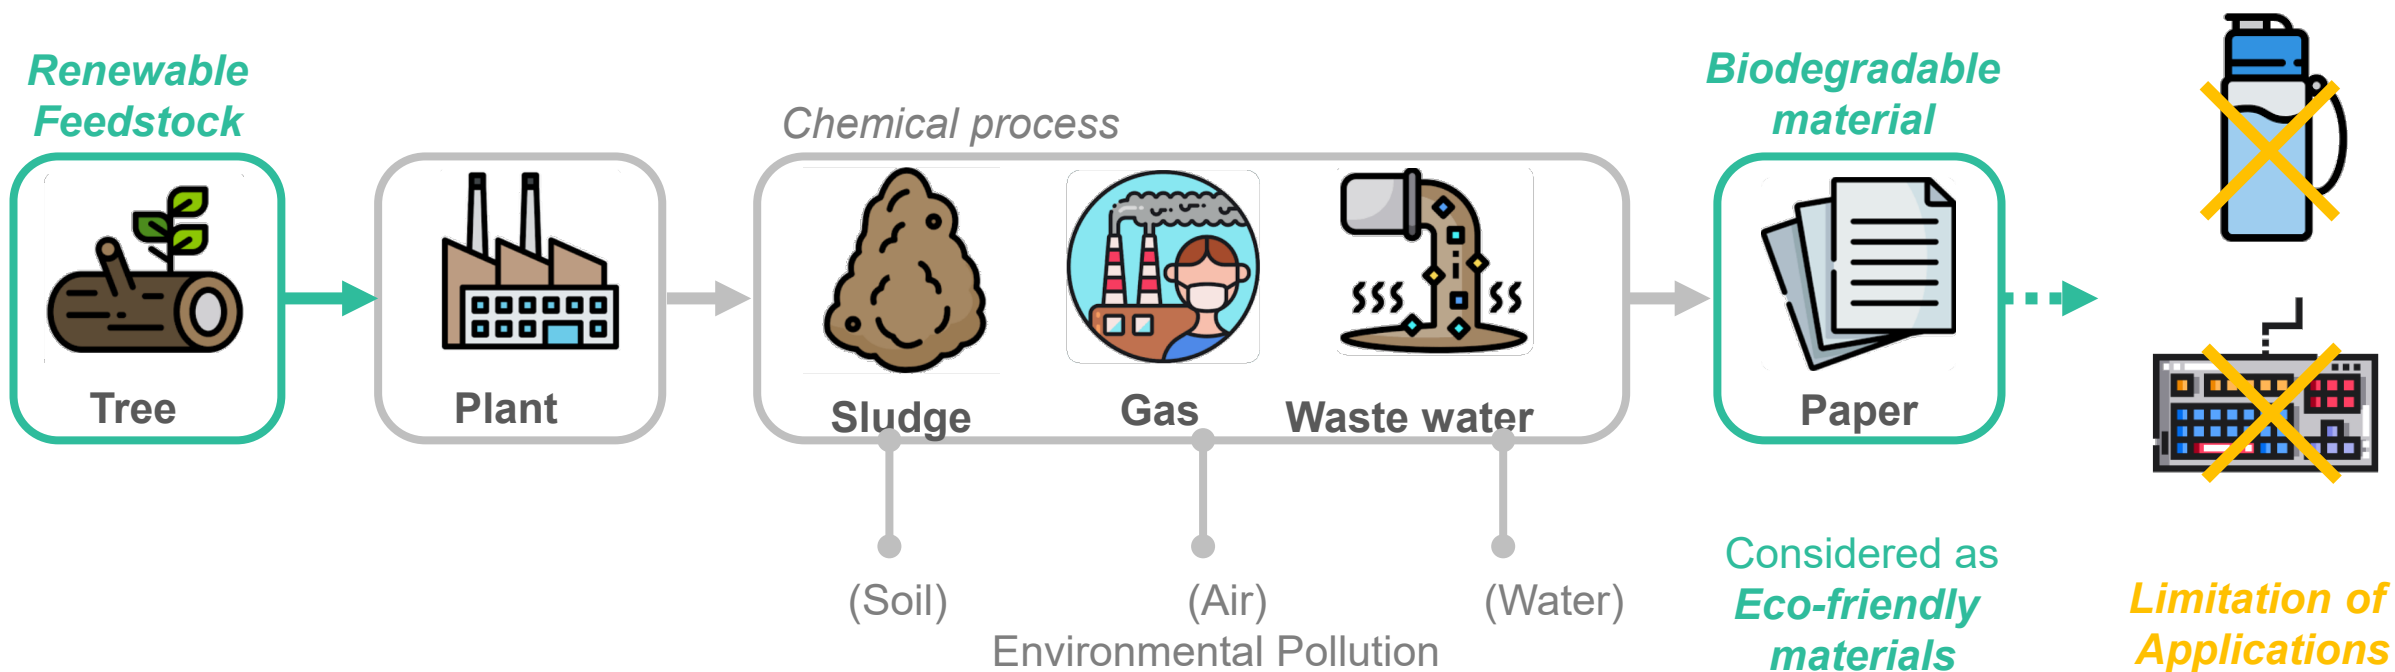 Renewable
Feedstock
Tree
Plant
Chemical process
Sludge
Gas
Waste water
(Soil)
(Air)
(Water)
Environmental Pollution
Biodegradable
material
Paper
Considered as
Eco-friendly
materials
Limitation of
Applications